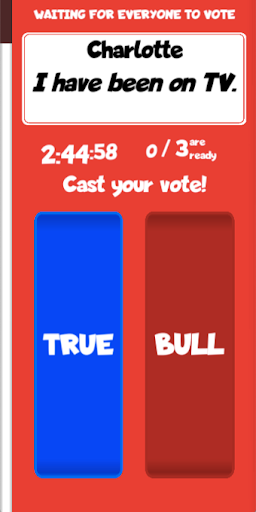 WAITING FOR EVERYONE TO VOTE
Charlotte
I have been on TV.
2:44:58 0 / 3 are ready
Cast your vote!
TRUE BULL